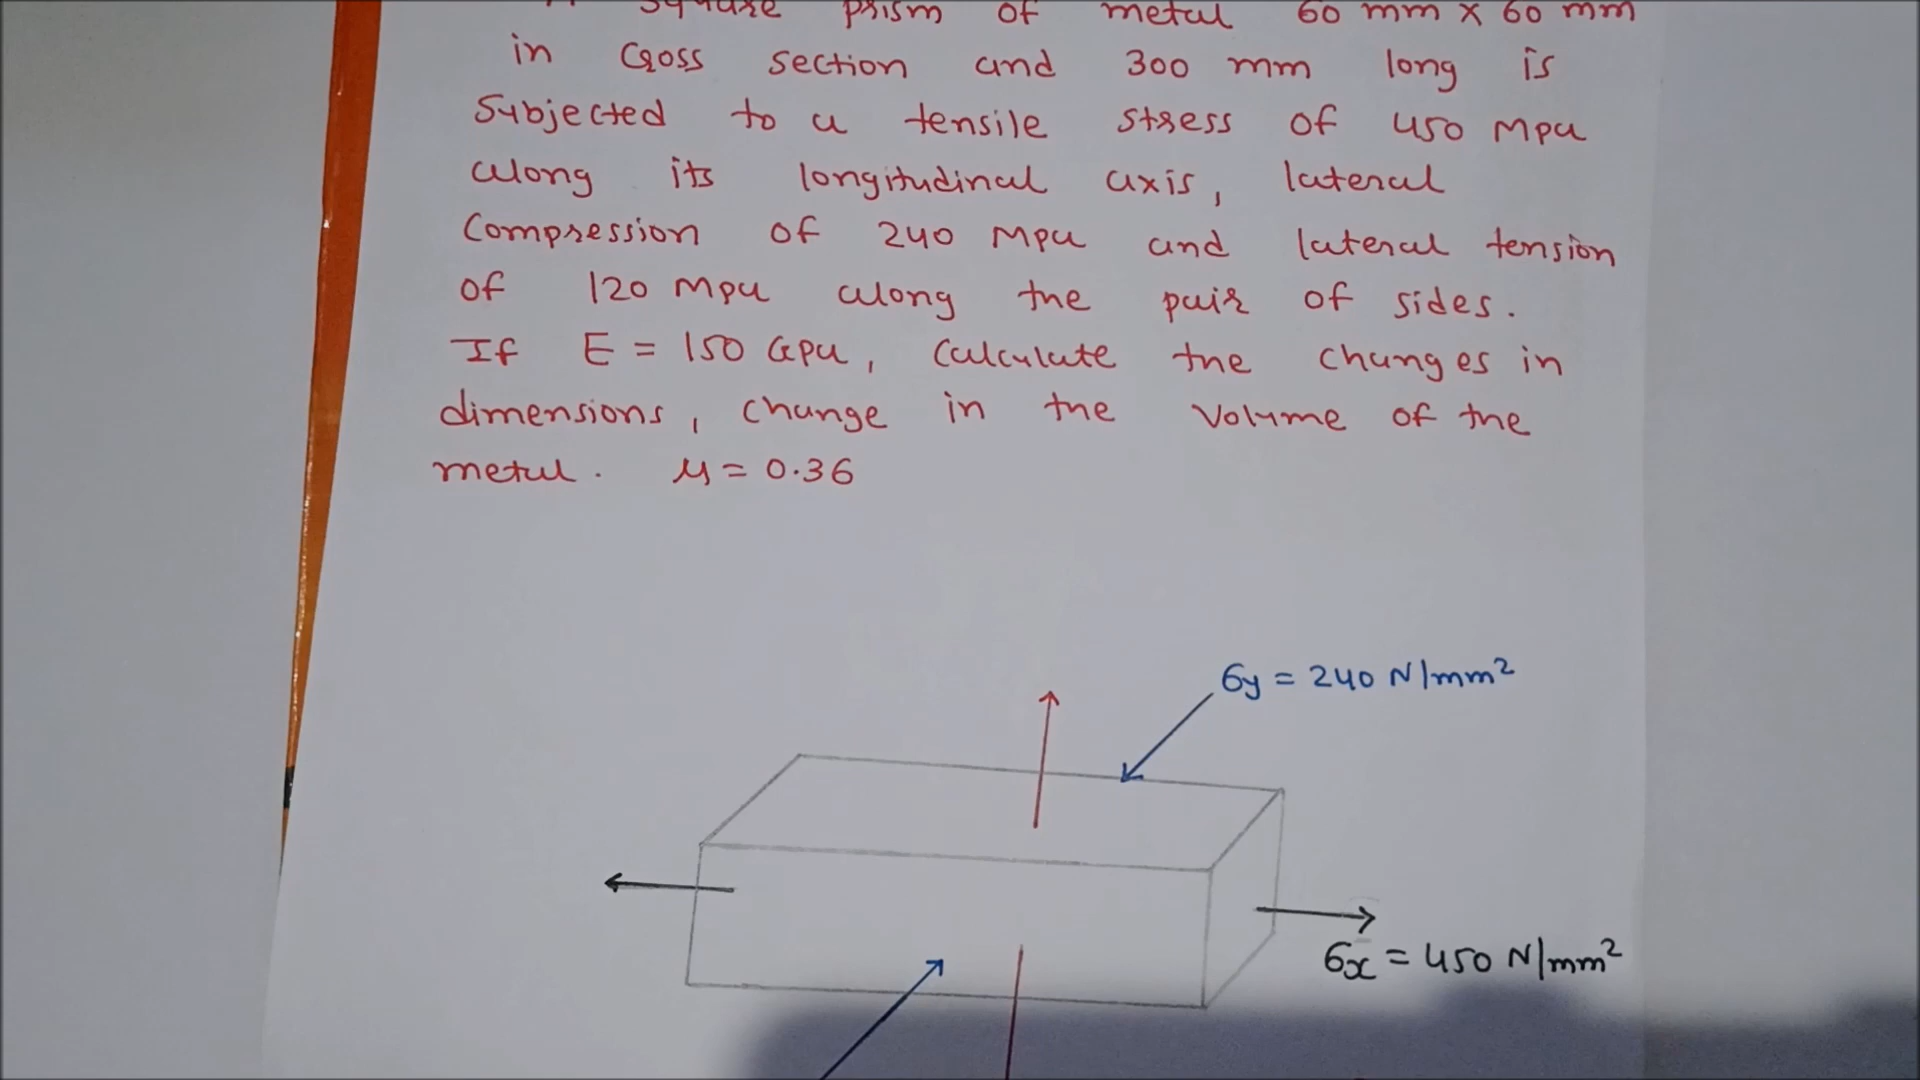 square prism of metal 60 mm x 60 mm
in cross section and 300 mm long is
subjected to a tensile stress of 450 Mpa
along its longitudinal axis, lateral
compression of 240 Mpa and lateral tension
of 120 Mpa along the pair of sides.
If E = 150 Gpa, calculate the changes in
dimensions, change in the volume of the
metal. μ = 0.36
σy = 240 N/mm²
σx = 450 N/mm²